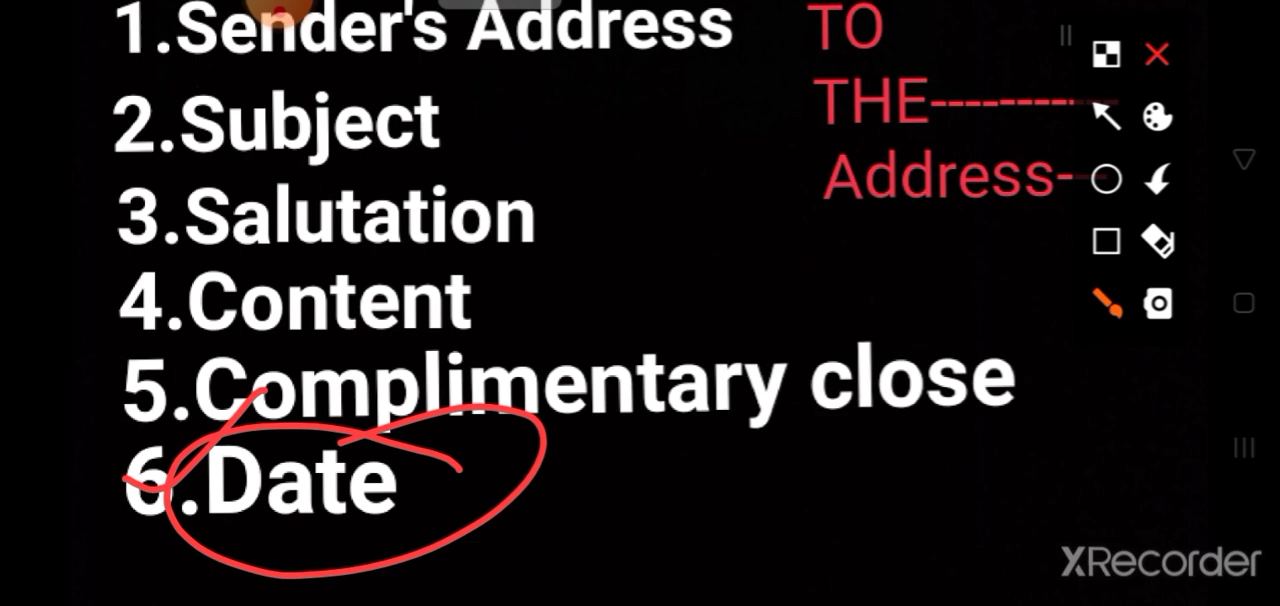 1.Sender's Address
2.Subject
3.Salutation
4.Content
5.Complimentary close
6.Date
TO
THE----------
Address--
XRecorder